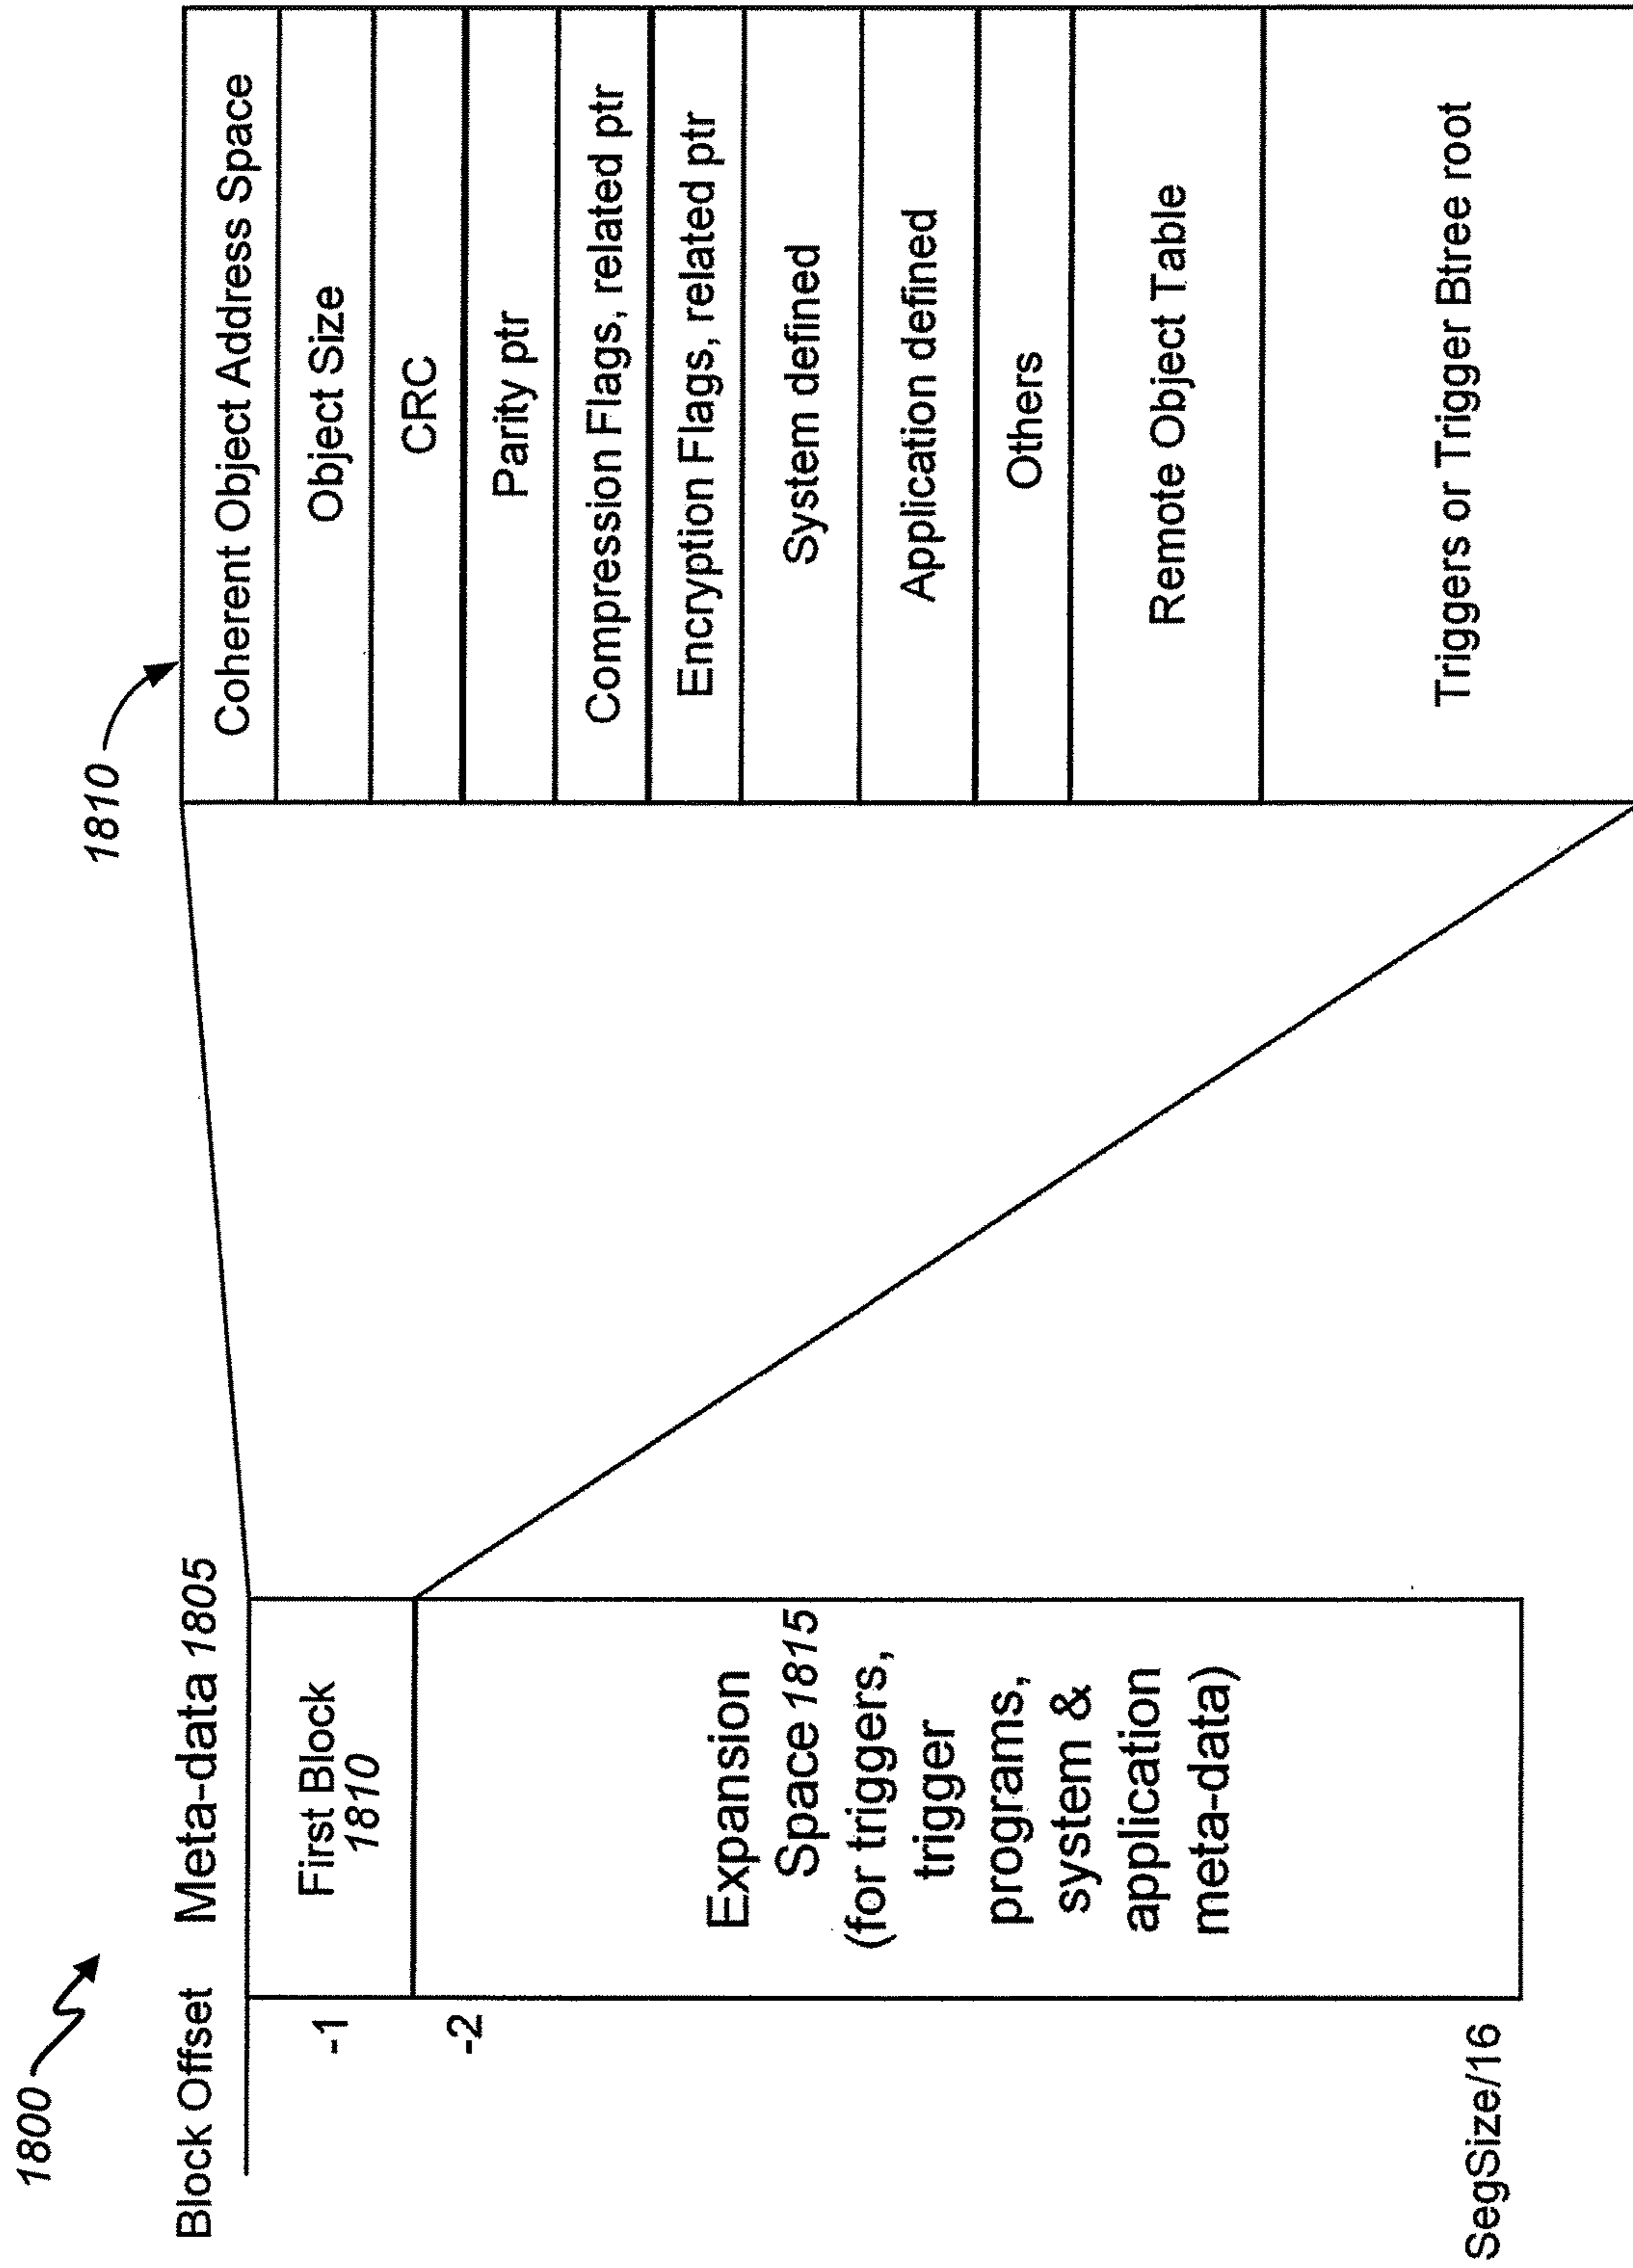 1800
Block Offset Meta-data 1805
-1
First Block
1810
-2
Expansion
Space 1815
(for triggers,
trigger
programs,
system &
application
meta-data)
SegSize/16
1810
Coherent Object Address Space
Object Size
CRC
Parity ptr
Compression Flags, related ptr
Encryption Flags, related ptr
System defined
Application defined
Others
Remote Object Table
Triggers or Trigger Btree root